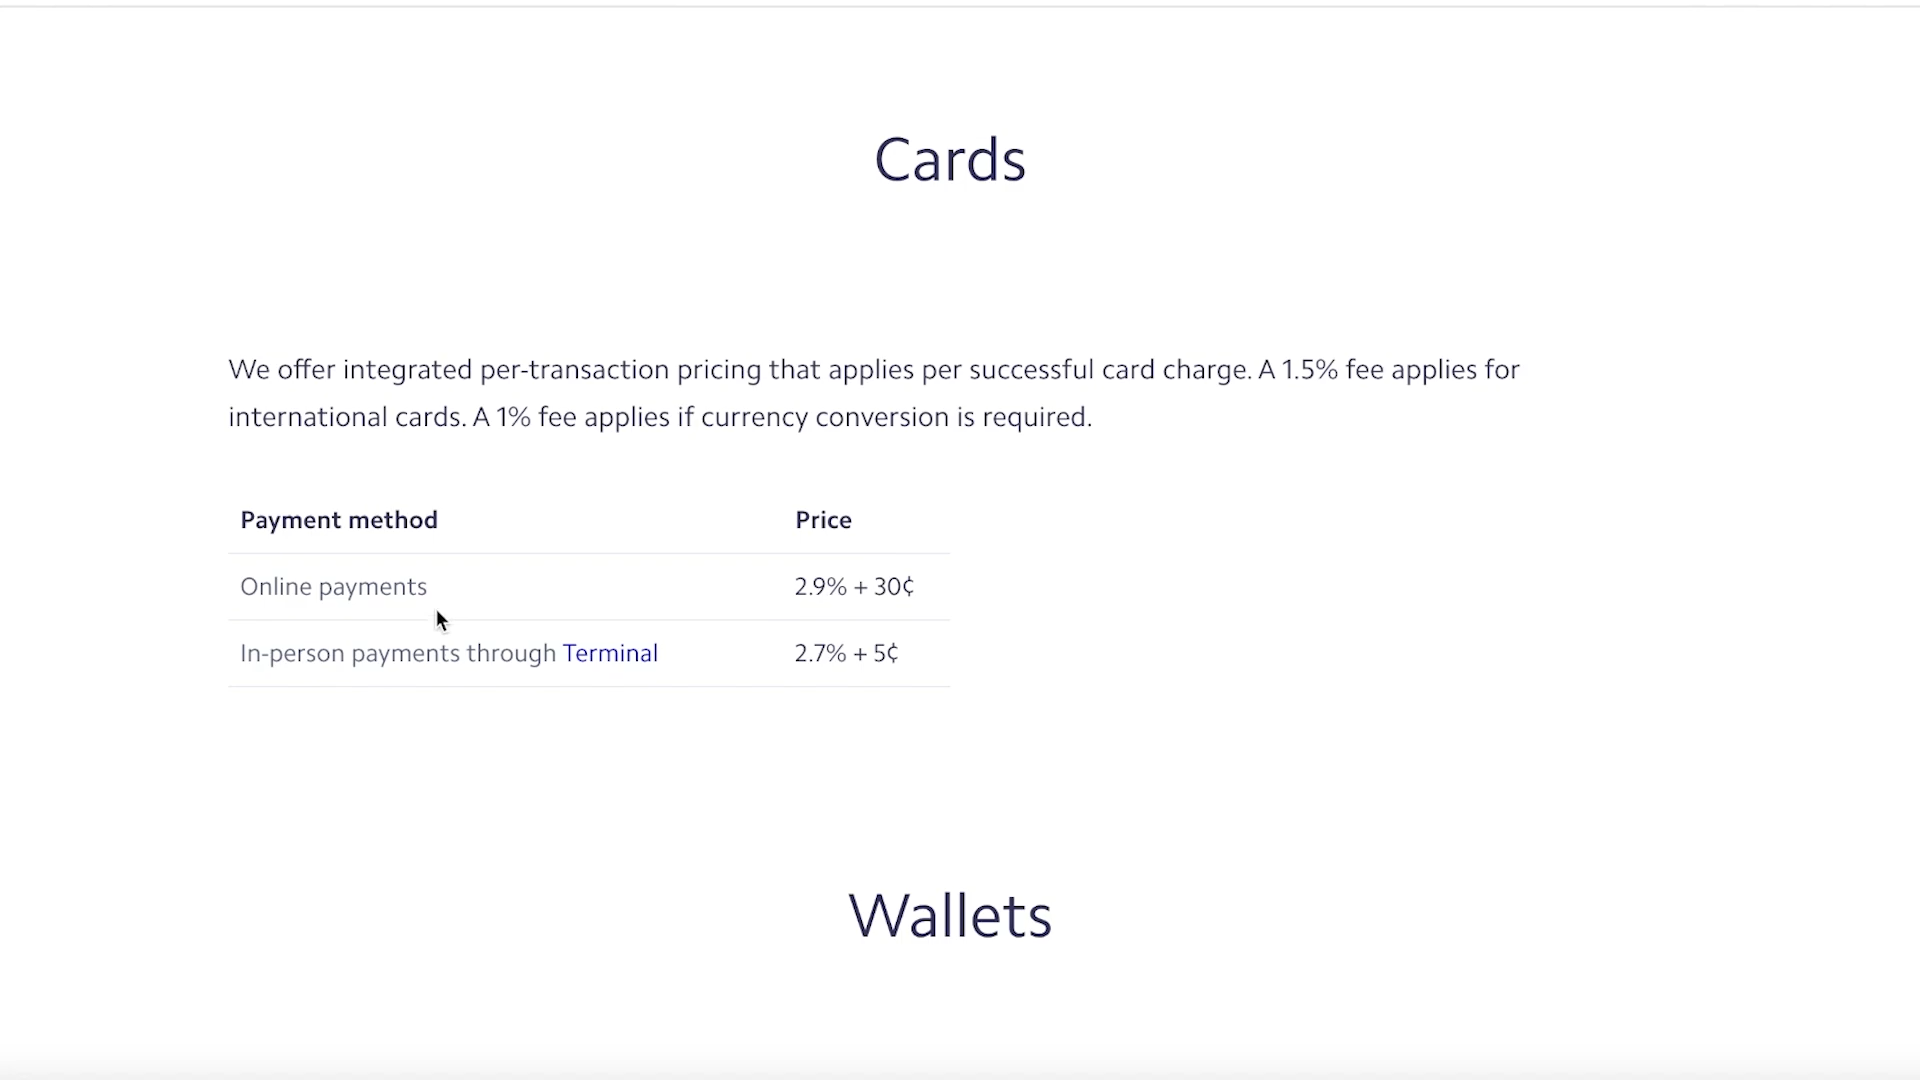 Cards
We offer integrated per-transaction pricing that applies per successful card charge. A 1.5% fee applies for
international cards. A 1% fee applies if currency conversion is required.
Payment method Price
Online payments 2.9% + 30¢
In-person payments through Terminal 2.7% + 5¢
Wallets